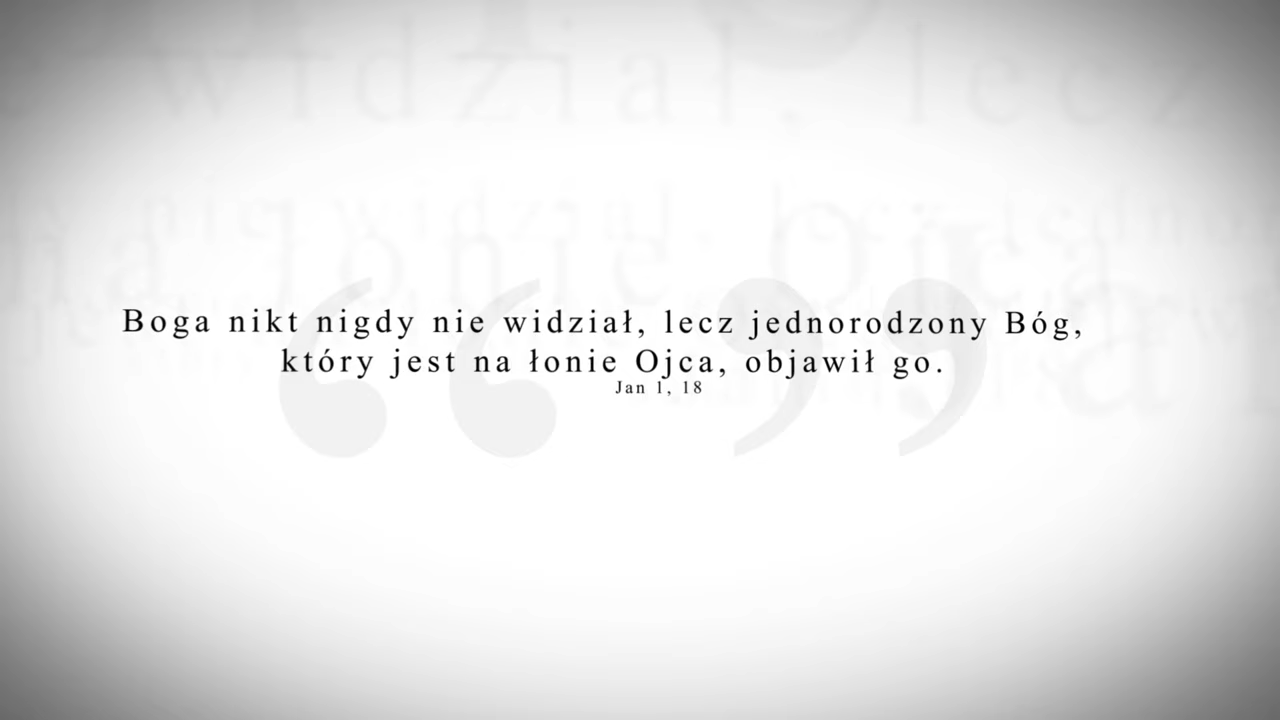 Boga nikt nigdy nie widział, lecz jednorodzony Bóg,
który jest na łonie Ojca, objawił go.
Jan 1, 18